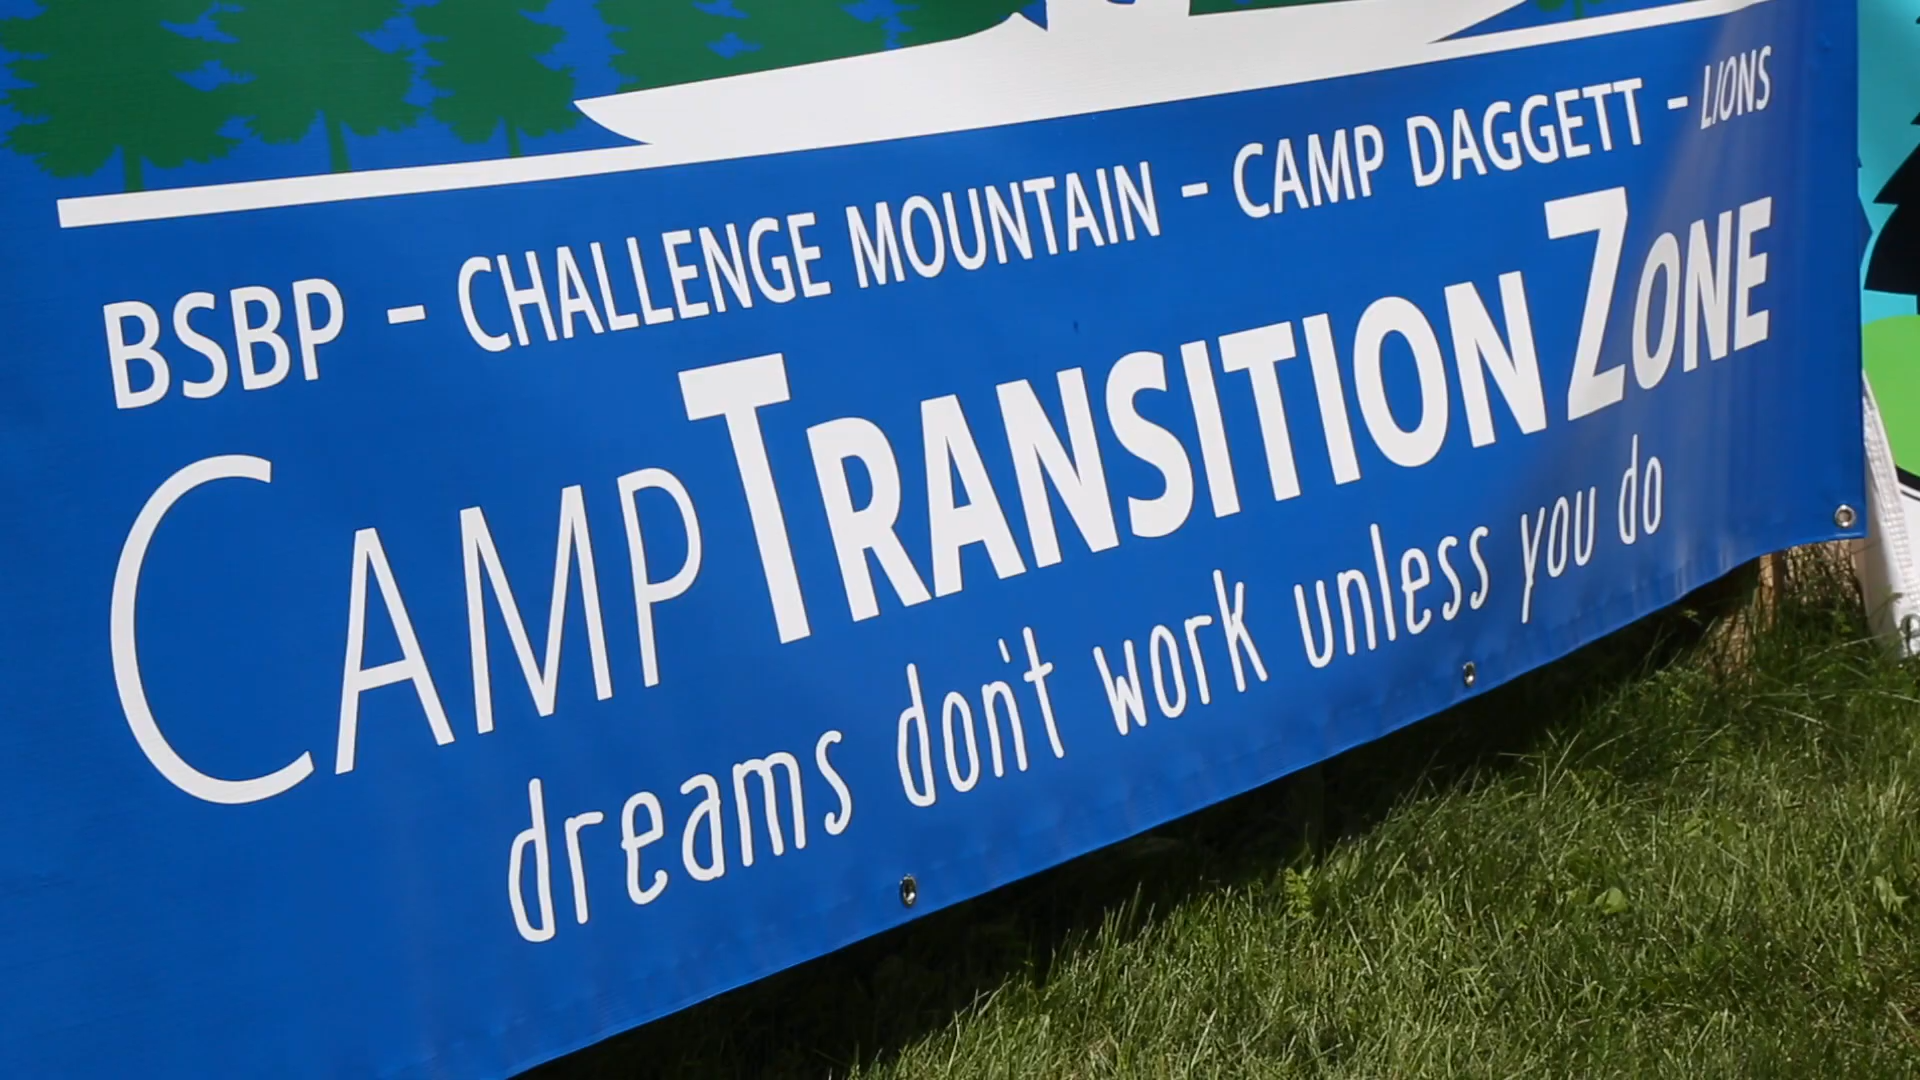 BSBP - CHALLENGE MOUNTAIN - CAMP DAGGETT - LIONS
CAMP TRANSITION ZONE
dreams don't work unless you do